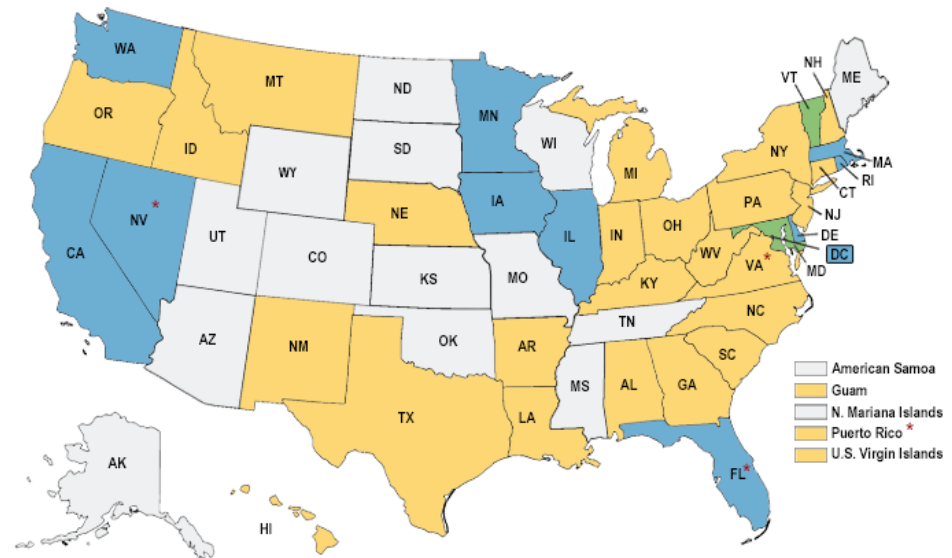 WA
MT
ND
MN
VT
NH
ME
OR
ID
SD
WI
NY
MA
RI
WY
MI
CT
IA
PA
NJ
NV *
NE
IL
IN
OH
DE
DC
MD
CA
UT
CO
WV
VA *
KS
MO
KY
NC
TN
AZ
NM
OK
AR
SC
MS
AL
GA
American Samoa
Guam
TX
LA
N. Mariana Islands
Puerto Rico *
U.S. Virgin Islands
AK
FL *
HI